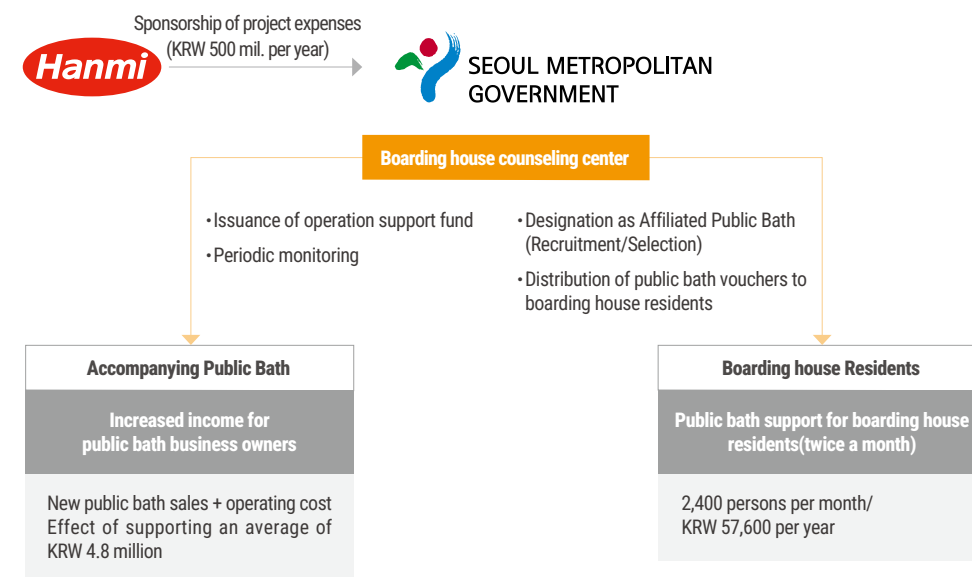 Sponsorship of project expenses
(KRW 500 mil. per year)
Hanmi
SEOUL METROPOLITAN
GOVERNMENT
Boarding house counseling center
・Issuance of operation support fund
・Periodic monitoring
・Designation as Affiliated Public Bath
(Recruitment/Selection)
・Distribution of public bath vouchers to
boarding house residents
Accompanying Public Bath
Increased income for
public bath business owners
New public bath sales + operating cost
Effect of supporting an average of
KRW 4.8 million
Boarding house Residents
Public bath support for boarding house
residents(twice a month)
2,400 persons per month/
KRW 57,600 per year